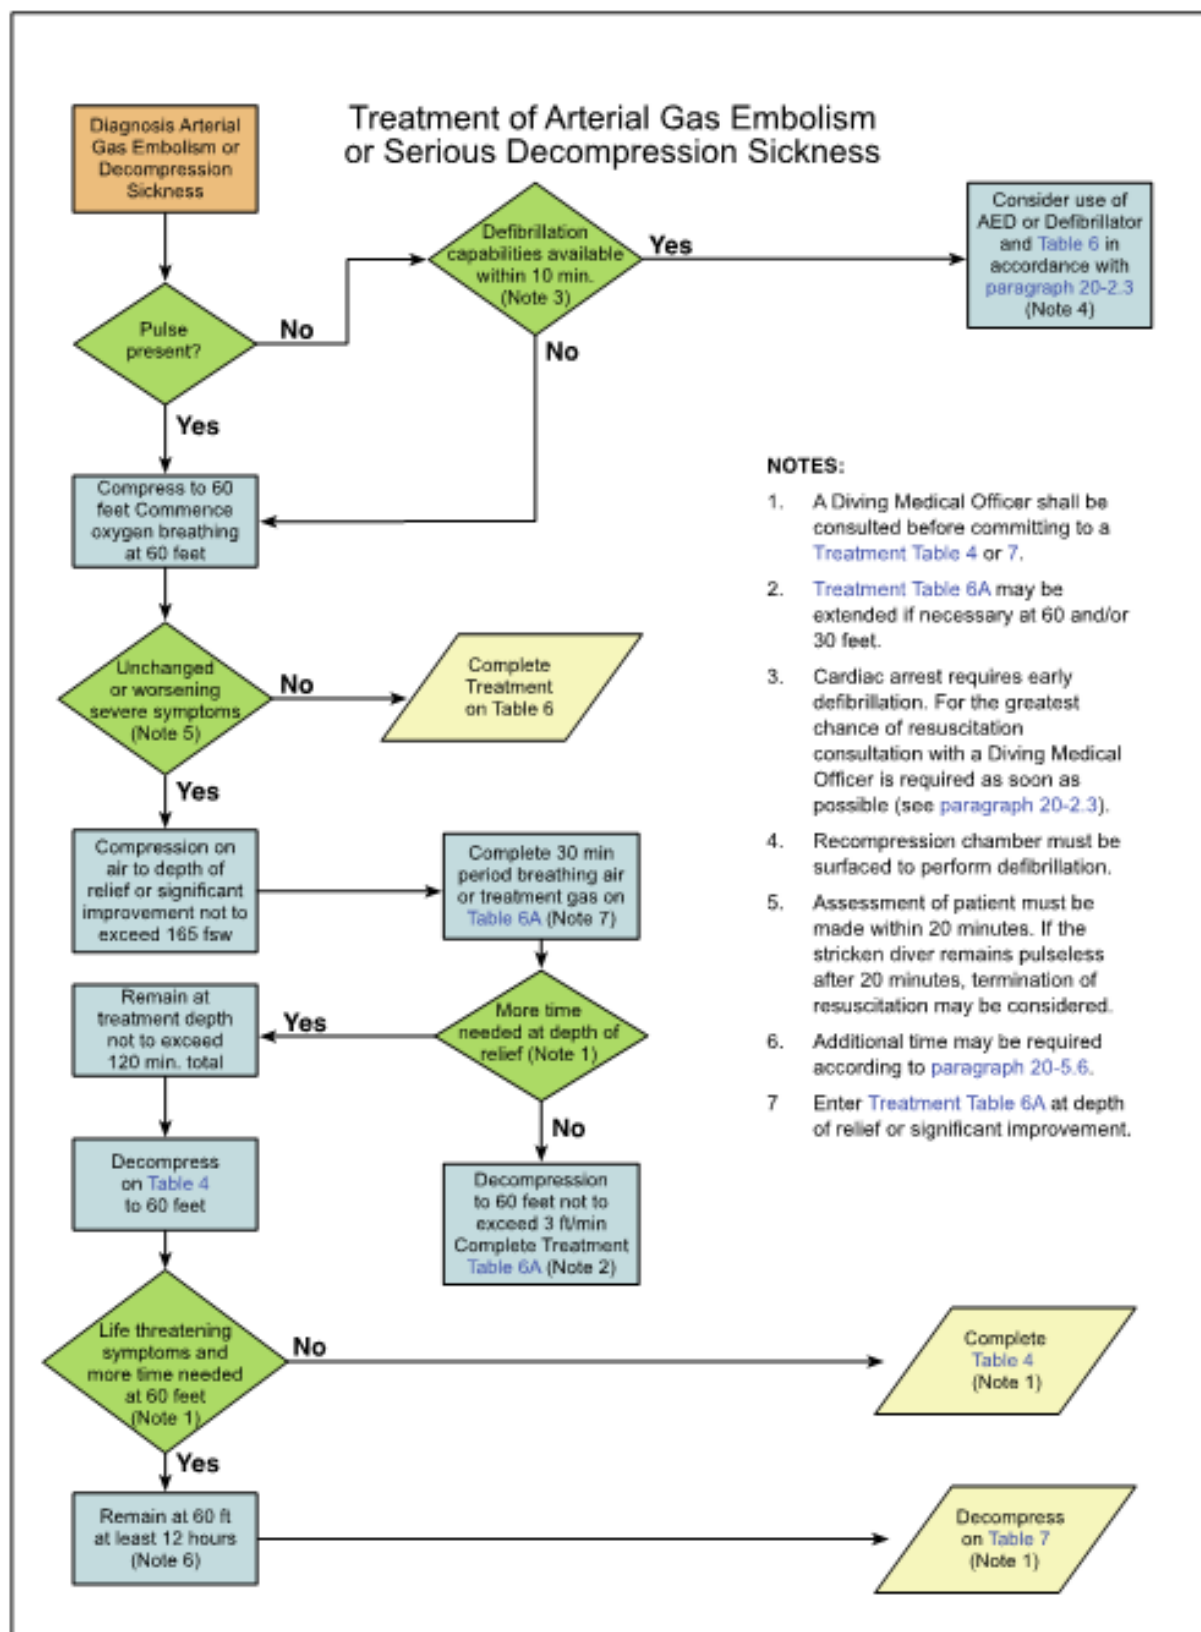 Treatment of Arterial Gas Embolism
or Serious Decompression Sickness
Diagnosis Arterial
Gas Embolism or
Decompression
Sickness
Pulse
present?
No
Yes
Defibrillation
capabilities available
within 10 min.
(Note 3)
Yes
No
Consider use of
AED or Defibrillator
and Table 6 in
accordance with
paragraph 20-2.3
(Note 4)
Compress to 60
feet Commence
oxygen breathing
at 60 feet
Unchanged
or worsening
severe symptoms
(Note 5)
No
Complete
Treatment
on Table 6
Yes
Compression on
air to depth of
relief or significant
improvement not to
exceed 165 fsw
Complete 30 min
period breathing air
or treatment gas on
Table 6A (Note 7)
More time
needed at depth of
relief (Note 1)
Yes
Remain at
treatment depth
not to exceed
120 min. total
No
Decompression
to 60 feet not to
exceed 3 ft/min
Complete Treatment
Table 6A (Note 2)
Decompress
on Table 4
to 60 feet
Life threatening
symptoms and
more time needed
at 60 feet
(Note 1)
No
Complete
Table 4
(Note 1)
Yes
Remain at 60 ft
at least 12 hours
(Note 6)
Decompress
on Table 7
(Note 1)
NOTES:
1. A Diving Medical Officer shall be
consulted before committing to a
Treatment Table 4 or 7.
2. Treatment Table 6A may be
extended if necessary at 60 and/or
30 feet.
3. Cardiac arrest requires early
defibrillation. For the greatest
chance of resuscitation
consultation with a Diving Medical
Officer is required as soon as
possible (see paragraph 20-2.3).
4. Recompression chamber must be
surfaced to perform defibrillation.
5. Assessment of patient must be
made within 20 minutes. If the
stricken diver remains pulseless
after 20 minutes, termination of
resuscitation may be considered.
6. Additional time may be required
according to paragraph 20-5.6.
7 Enter Treatment Table 6A at depth
of relief or significant improvement.